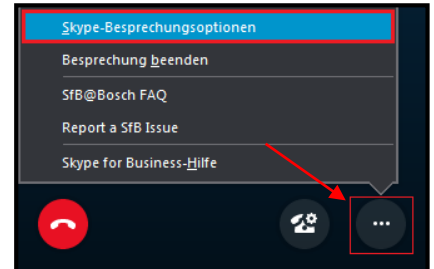 Skype-Besprechungsoptionen
Besprechung beenden
SfB@Bosch FAQ
Report a SfB Issue
Skype for Business-Hilfe